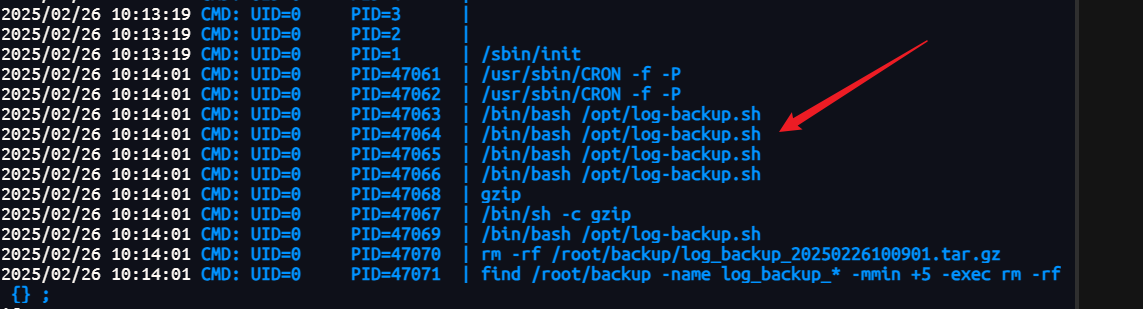 2025/02/26 10:13:19 CMD: UID=0 PID=3 |
2025/02/26 10:13:19 CMD: UID=0 PID=2 |
2025/02/26 10:13:19 CMD: UID=0 PID=1 | /sbin/init
2025/02/26 10:14:01 CMD: UID=0 PID=47061 | /usr/sbin/CRON -f -P
2025/02/26 10:14:01 CMD: UID=0 PID=47062 | /usr/sbin/CRON -f -P
2025/02/26 10:14:01 CMD: UID=0 PID=47063 | /bin/bash /opt/log-backup.sh
2025/02/26 10:14:01 CMD: UID=0 PID=47064 | /bin/bash /opt/log-backup.sh
2025/02/26 10:14:01 CMD: UID=0 PID=47065 | /bin/bash /opt/log-backup.sh
2025/02/26 10:14:01 CMD: UID=0 PID=47066 | /bin/bash /opt/log-backup.sh
2025/02/26 10:14:01 CMD: UID=0 PID=47068 | gzip
2025/02/26 10:14:01 CMD: UID=0 PID=47067 | /bin/sh -c gzip
2025/02/26 10:14:01 CMD: UID=0 PID=47069 | /bin/bash /opt/log-backup.sh
2025/02/26 10:14:01 CMD: UID=0 PID=47070 | rm -rf /root/backup/log_backup_20250226100901.tar.gz
2025/02/26 10:14:01 CMD: UID=0 PID=47071 | find /root/backup -name log_backup_* -mmin +5 -exec rm -rf
{} ;